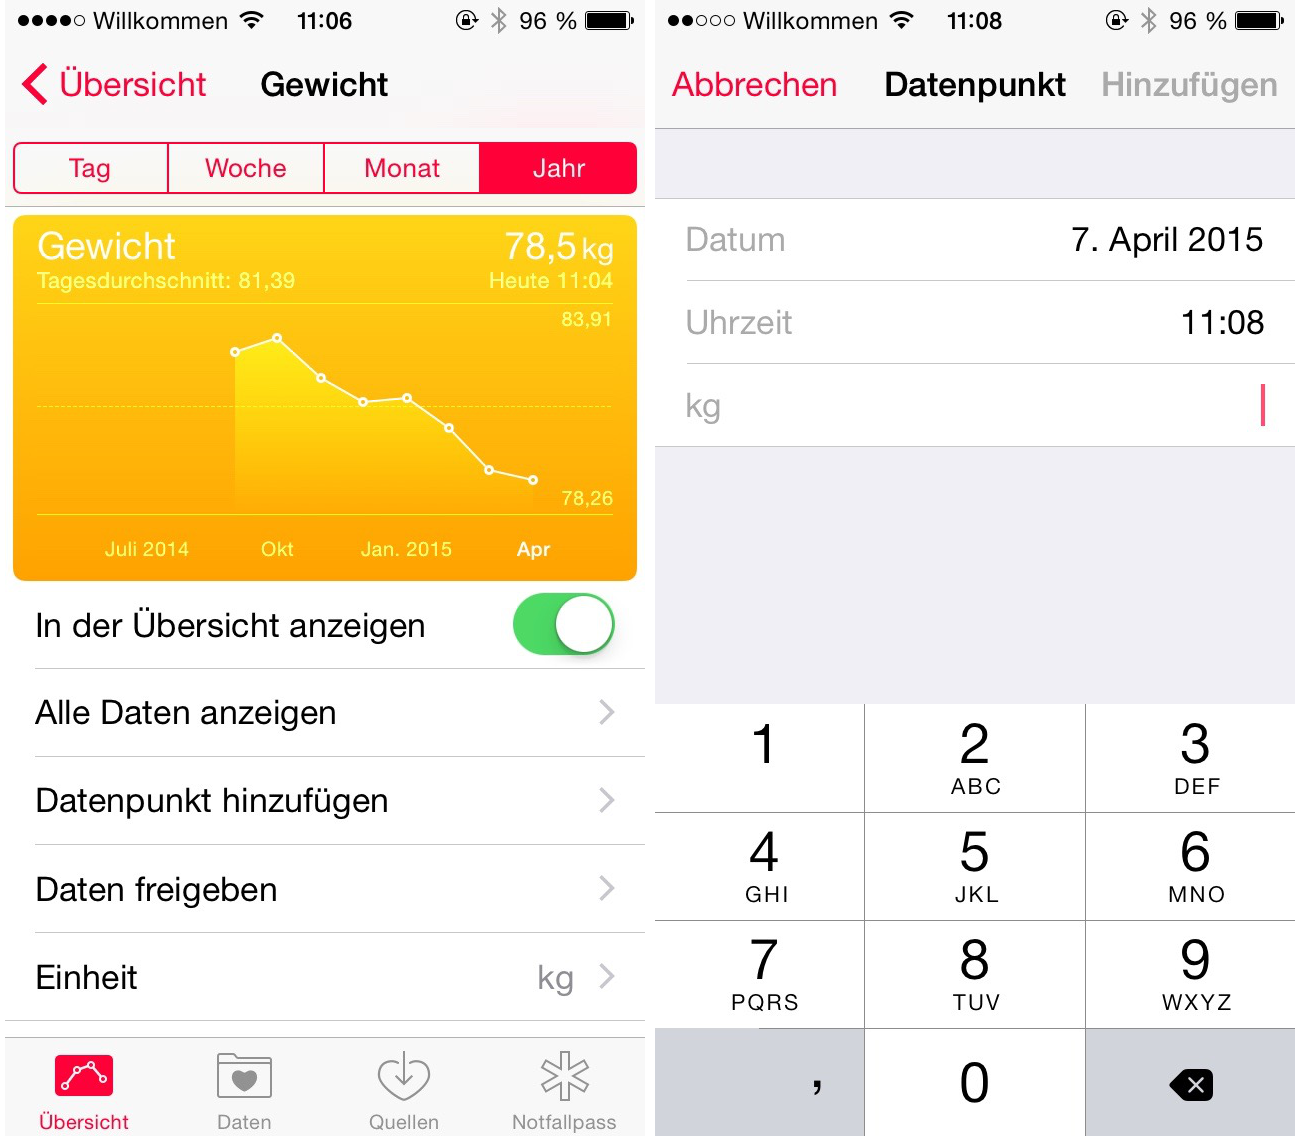 Willkommen 11:06 96 %
Übersicht Gewicht
Tag Woche Monat Jahr
Gewicht 78,5 kg
Tagesdurchschnitt: 81,39 Heute 11:04
83,91
78,26
Juli 2014 Okt Jan. 2015 Apr
In der Übersicht anzeigen
Alle Daten anzeigen
Datenpunkt hinzufügen
Daten freigeben
Einheit kg
Übersicht Daten Quellen Notfallpass
Willkommen 11:08 96 %
Abbrechen Datenpunkt Hinzufügen
Datum 7. April 2015
Uhrzeit 11:08
kg
1 2 3
ABC DEF
4 5 6
GHI JKL MNO
7 8 9
PQRS TUV WXYZ
, 0